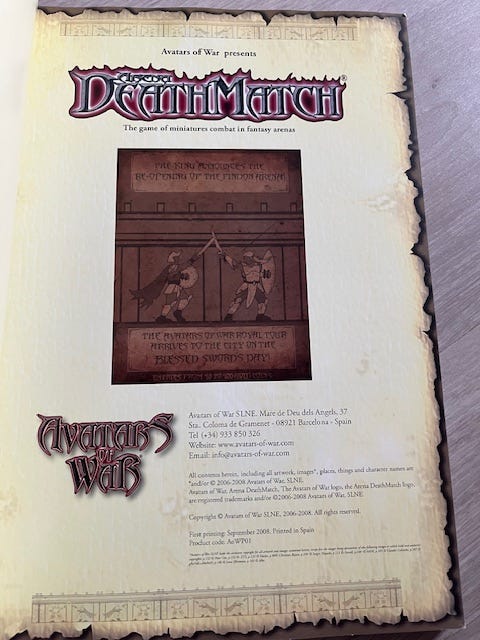 Avatars of War presents
Arena
DEATHMATCH®
The game of miniatures combat in fantasy arenas
THE KING ANNOUNCES THE
RE-OPENING OF THE PINDON ARENA!
THE AVATARS OF WAR ROYAL TOUR
ARRIVES TO THE CITY ON THE
BLESSED SWORDS DAY!
AVATARS
OF
WAR
Avatars of War SLNE. Mare de Deu dels Angels, 37
Sta. Coloma de Gramenet - 08921 Barcelona - Spain
Tel (+34) 933 850 326
Website: www.avatars-of-war.com
Email: info@avatars-of-war.com
All contents herein, including all artwork, images*, places, things and character names are
™and/or © 2006-2008 Avatars of War, SLNE.
Avatars of War, Arena DeathMatch, The Avatars of War logo, the Arena DeathMatch logo,
are registered trademarks and/or ©2006-2008 Avatars of War, SLNE.
Copyright © Avatars of War SLNE, 2006-2008. All rights reserved.
First printing: September 2008. Printed in Spain
Product code: AoWP01